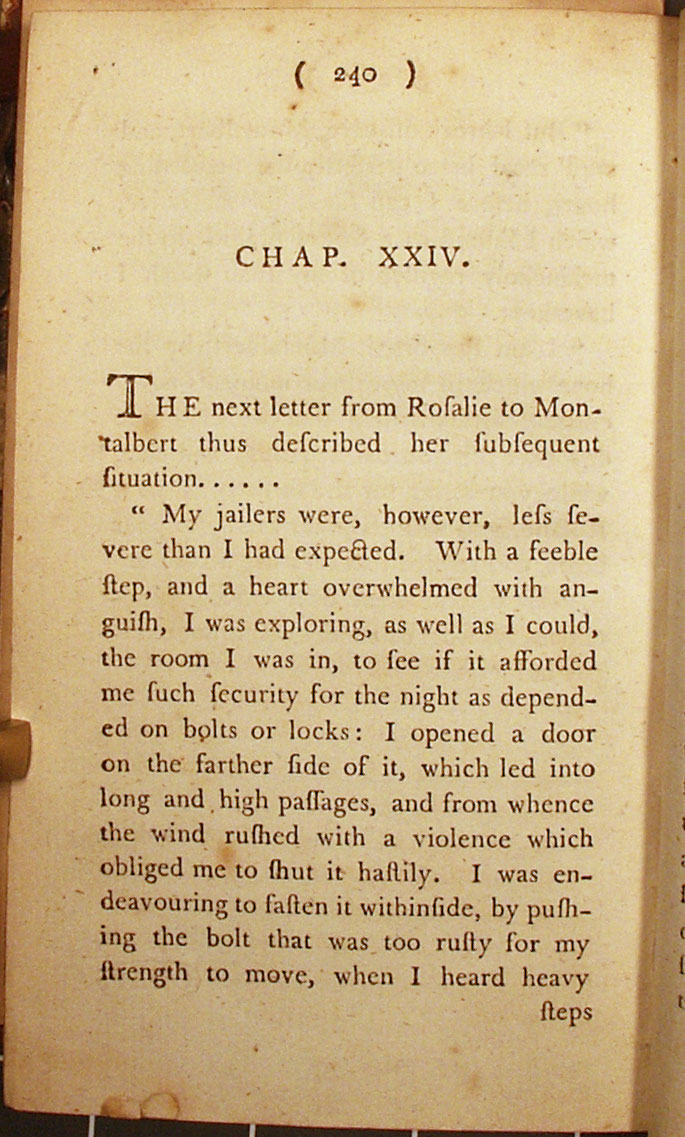 ( 240 )
CHAP. XXIV.
THE next letter from Roſalie to Mon-
talbert thus deſcribed her ſubſequent
ſituation......
“ My jailers were, however, leſs ſe-
vere than I had expected. With a feeble
ſtep, and a heart overwhelmed with an-
guiſh, I was exploring, as well as I could,
the room I was in, to ſee if it afforded
me ſuch ſecurity for the night as depend-
ed on bolts or locks: I opened a door
on the farther ſide of it, which led into
long and high paſſages, and from whence
the wind ruſhed with a violence which
obliged me to ſhut it haſtily. I was en-
deavouring to faſten it withinſide, by puſh-
ing the bolt that was too ruſty for my
ſtrength to move, when I heard heavy
ſteps